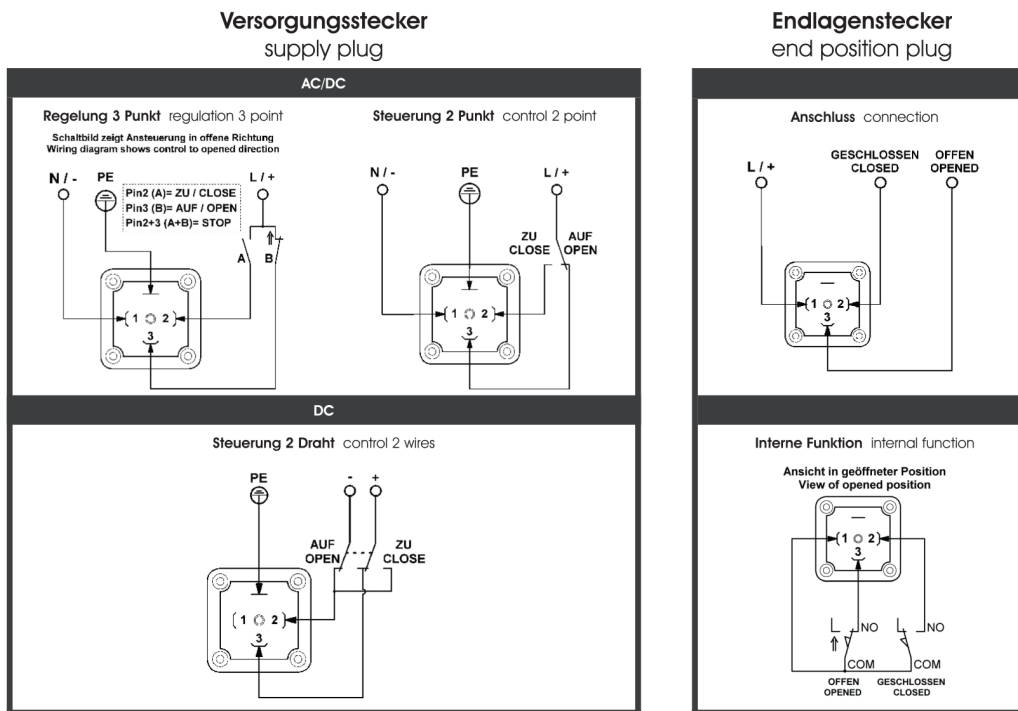 Versorgungsstecker
supply plug
AC/DC
Regelung 3 Punkt regulation 3 point
Schaltbild zeigt Ansteuerung in offene Richtung
Wiring diagram shows control to opened direction
N / -
PE
L / +
Pin2 (A)= ZU / CLOSE
Pin3 (B)= AUF / OPEN
Pin2+3 (A+B)= STOP
A
B
1 2
3
Steuerung 2 Punkt control 2 point
N / -
PE
L / +
ZU
CLOSE
AUF
OPEN
1 2
3
DC
Steuerung 2 Draht control 2 wires
PE
- +
AUF
OPEN
ZU
CLOSE
1 2
3
Endlagenstecker
end position plug
Anschluss connection
L / +
GESCHLOSSEN
CLOSED
OFFEN
OPENED
1 2
3
Interne Funktion internal function
Ansicht in geöffneter Position
View of opened position
1 2
3
NO
NO
COM
COM
OFFEN
OPENED
GESCHLOSSEN
CLOSED